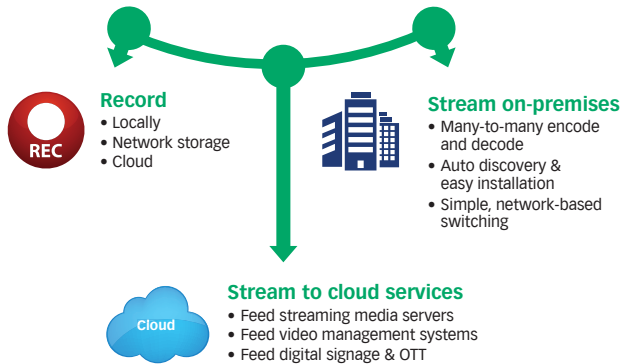 Record
• Locally
• Network storage
• Cloud
REC
Stream on-premises
• Many-to-many encode
and decode
• Auto discovery &
easy installation
• Simple, network-based
switching
Stream to cloud services
• Feed streaming media servers
• Feed video management systems
• Feed digital signage & OTT
Cloud